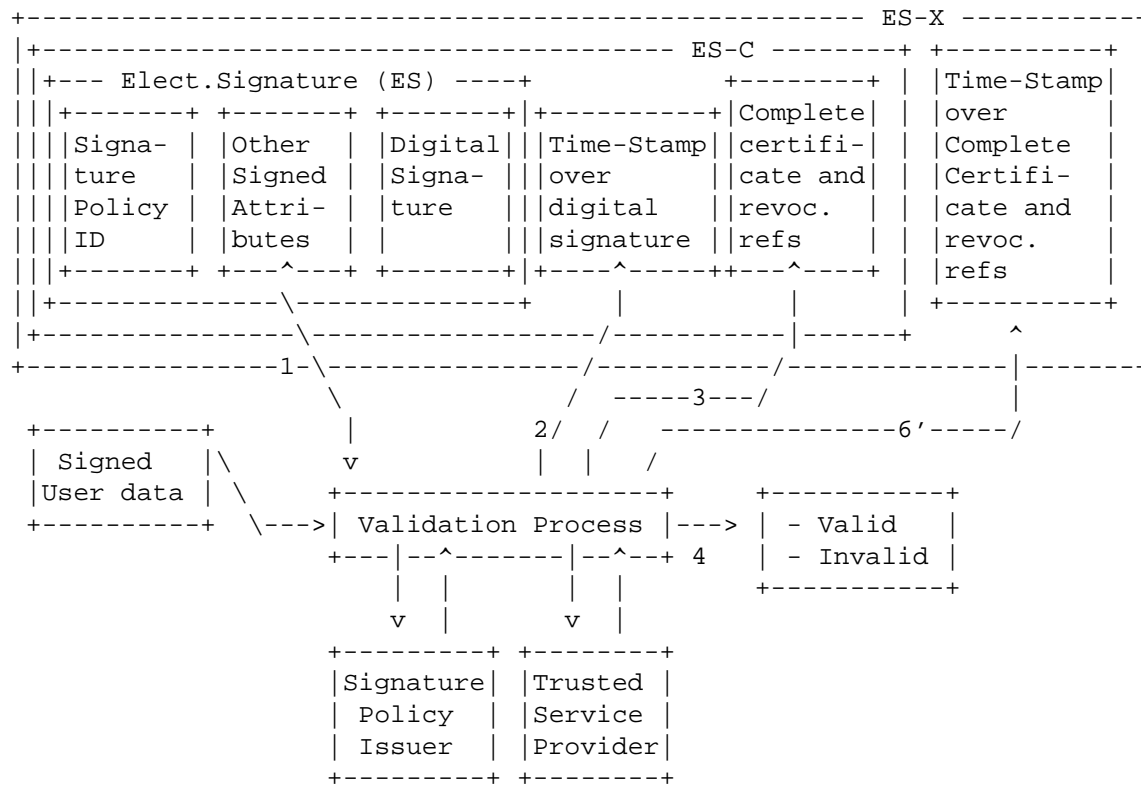 +--------------------------------------------------- ES-X -----------
|+--------------------------------------- ES-C --------+ +----------+
||+--- Elect.Signature (ES) ----+            +--------+ | |Time-Stamp|
|||+-------+ +-------+ +-------+|+----------+|Complete| | |over      |
||||Signa- | |Other  | |Digital|||Time-Stamp||certifi-| | |Complete  |
||||ture   | |Signed | |Signa- |||over      ||cate and| | |Certifi-  |
||||Policy | |Attri- | |ture   |||digital   ||revoc.  | | |cate and  |
||||ID     | |butes  | |       |||signature ||refs    | | |revoc.    |
|||+-------+ +---^---+ +-------+|+----^-----++---^----+ | |refs      |
||+--------------\--------------+     |          |      | +----------+
|+----------------\------------------/-----------|------+      ^
+----------------1-\----------------/-----------/--------------|--------
                    \              /  -----3---/               |
 +----------+        |           2/  /   ---------------6'-----/
 | Signed   |\       v            |  |  /
 |User data | \     +--------------------+     +-----------+
 +----------+  \--->| Validation Process |---> | - Valid   |
                    +---|--^-------|--^--+ 4   | - Invalid |
                        |  |       |  |        +-----------+
                        v  |       v  |
                    +---------+ +--------+
                    |Signature| |Trusted |
                    | Policy  | |Service |
                    | Issuer  | |Provider|
                    +---------+ +--------+